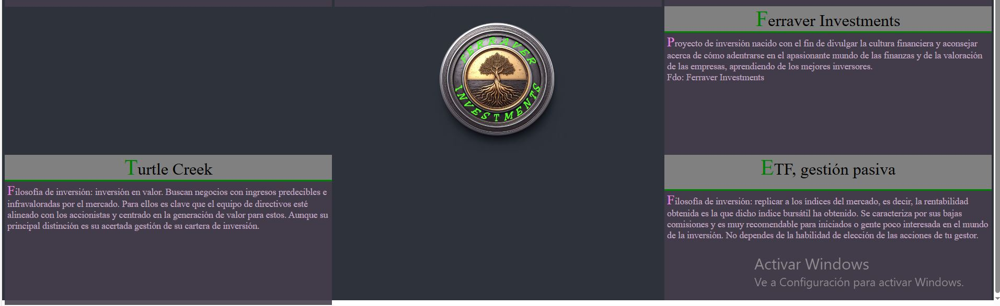 FERRAVER
INVESTMENTS
Ferraver Investments
Proyecto de inversión nacido con el fin de divulgar la cultura financiera y aconsejar
acerca de cómo adentrarse en el apasionante mundo de las finanzas y de la valoración
de las empresas, aprendiendo de los mejores inversores.
Fdo: Ferraver Investments
Turtle Creek
Filosofía de inversión: inversión en valor. Buscan negocios con ingresos predecibles e
infravaloradas por el mercado. Para ellos es clave que el equipo de directivos esté
alineado con los accionistas y centrado en la generación de valor para estos. Aunque su
principal distinción es su acertada gestión de su cartera de inversión.
ETF, gestión pasiva
Filosofía de inversión: replicar a los índices del mercado, es decir, la rentabilidad
obtenida es la que dicho índice bursátil ha obtenido. Se caracteriza por sus bajas
comisiones y es muy recomendable para iniciados o gente poco interesada en el mundo
de la inversión. No dependes de la habilidad de elección de las acciones de tu gestor.
Activar Windows
Ve a Configuración para activar Windows.